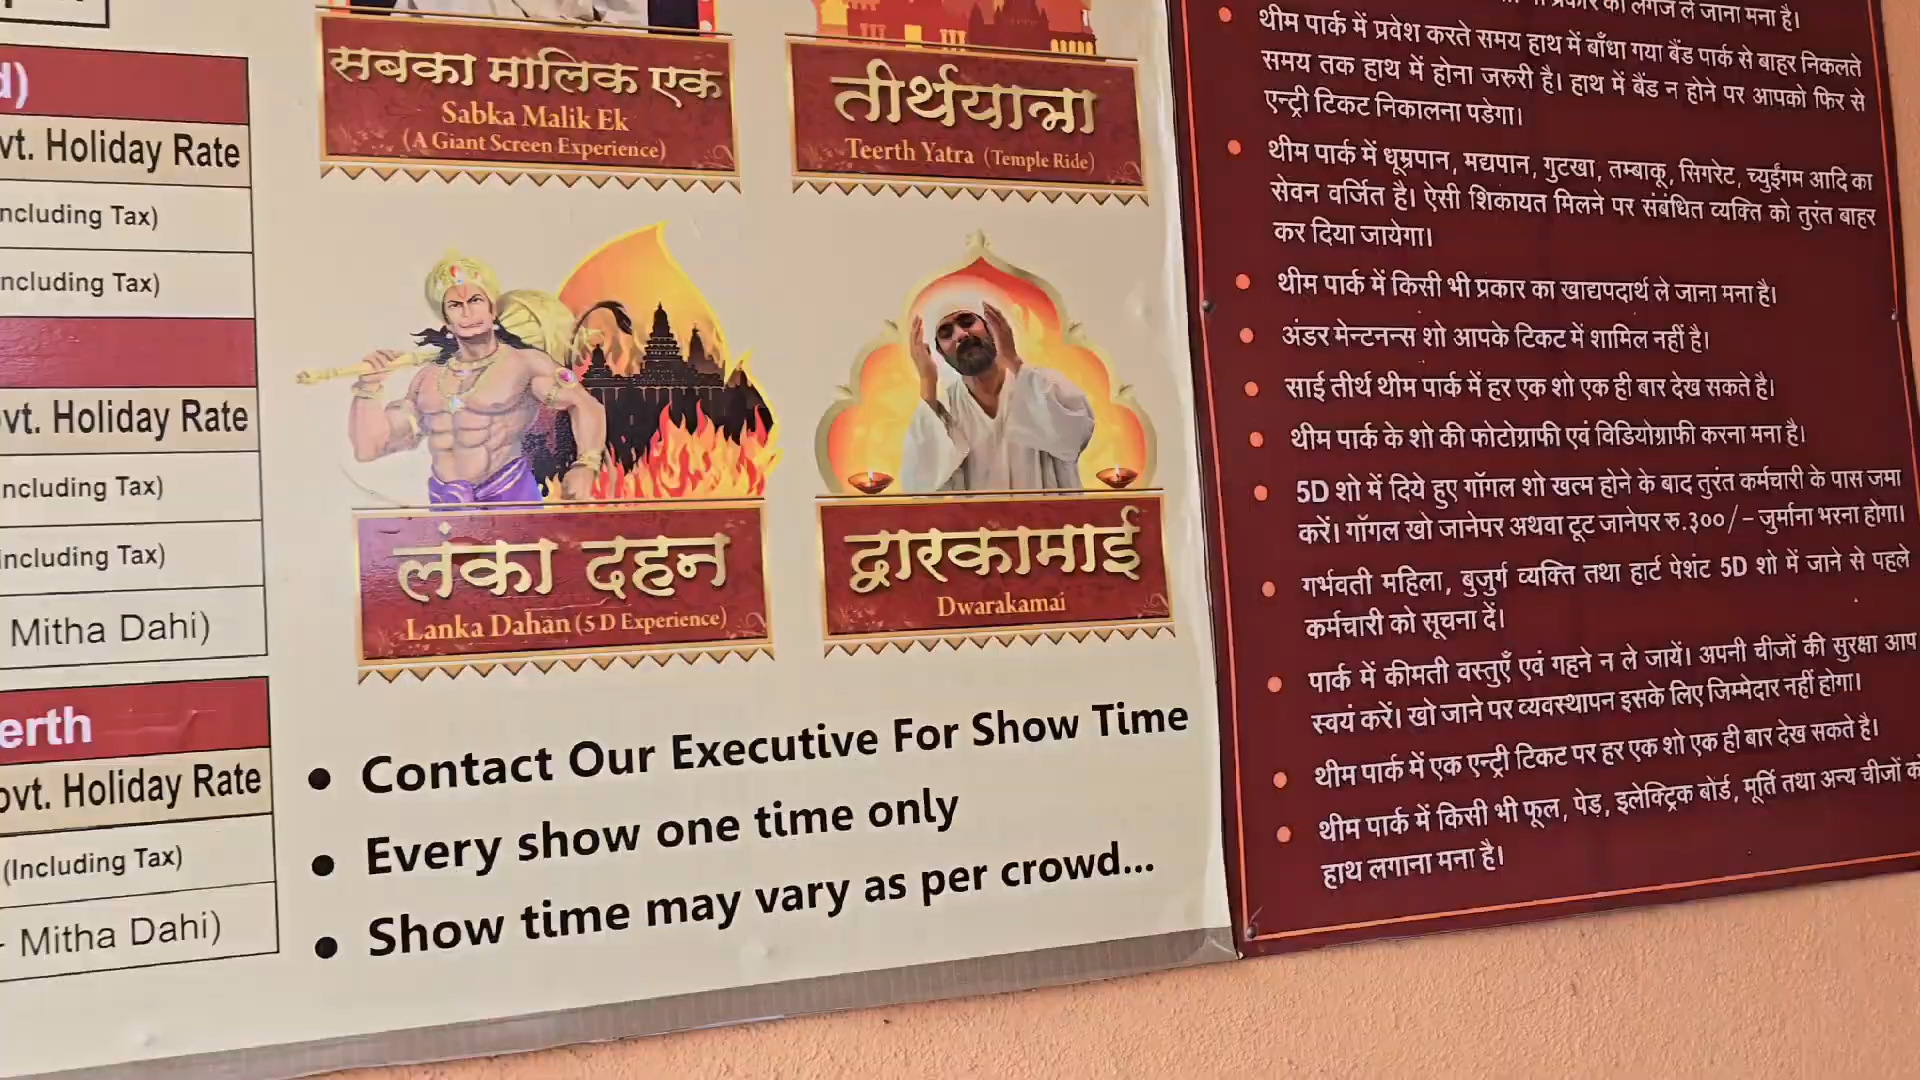 vt. Holiday Rate
ncluding Tax)
ncluding Tax)
vt. Holiday Rate
ncluding Tax)
ncluding Tax)
Mitha Dahi)
erth
ovt. Holiday Rate
(Including Tax)
- Mitha Dahi)
सबका मालिक एक
Sabka Malik Ek
(A Giant Screen Experience)
तीर्थयात्रा
Teerth Yatra (Temple Ride)
लंका दहन
Lanka Dahan (5 D Experience)
द्वारकामाई
Dwarakamai
• Contact Our Executive For Show Time
• Every show one time only
• Show time may vary as per crowd...
ले जाना मना है।
• थीम पार्क में प्रवेश करते समय हाथ में बाँधा गया बैंड पार्क से बाहर निकलते
समय तक हाथ में होना जरुरी है। हाथ में बैंड न होने पर आपको फिर से
एन्ट्री टिकट निकालना पडेगा।
• थीम पार्क में धूम्रपान, मद्यपान, गुटखा, तम्बाकू, सिगरेट, च्युईंगम आदि का
सेवन वर्जित है। ऐसी शिकायत मिलने पर संबंधित व्यक्ति को तुरंत बाहर
कर दिया जायेगा।
• थीम पार्क में किसी भी प्रकार का खाद्यपदार्थ ले जाना मना है।
• अंडर मेन्टनन्स शो आपके टिकट में शामिल नहीं है।
• साई तीर्थ थीम पार्क में हर एक शो एक ही बार देख सकते है।
• थीम पार्क के शो की फोटोग्राफी एवं विडियोग्राफी करना मना है।
• 5D शो में दिये हुए गॉगल शो खत्म होने के बाद तुरंत कर्मचारी के पास जमा
करें। गॉगल खो जानेपर अथवा टूट जानेपर रु.३००/- जुर्माना भरना होगा।
• गर्भवती महिला, बुजुर्ग व्यक्ति तथा हार्ट पेशंट 5D शो में जाने से पहले
कर्मचारी को सूचना दें।
• पार्क में कीमती वस्तुएँ एवं गहने न ले जायें। अपनी चीजों की सुरक्षा आप
स्वयं करें। खो जाने पर व्यवस्थापन इसके लिए जिम्मेदार नहीं होगा।
• थीम पार्क में एक एन्ट्री टिकट पर हर एक शो एक ही बार देख सकते है।
• थीम पार्क में किसी भी फूल, पेड़, इलेक्ट्रिक बोर्ड, मूर्ति तथा अन्य चीजों को
हाथ लगाना मना है।